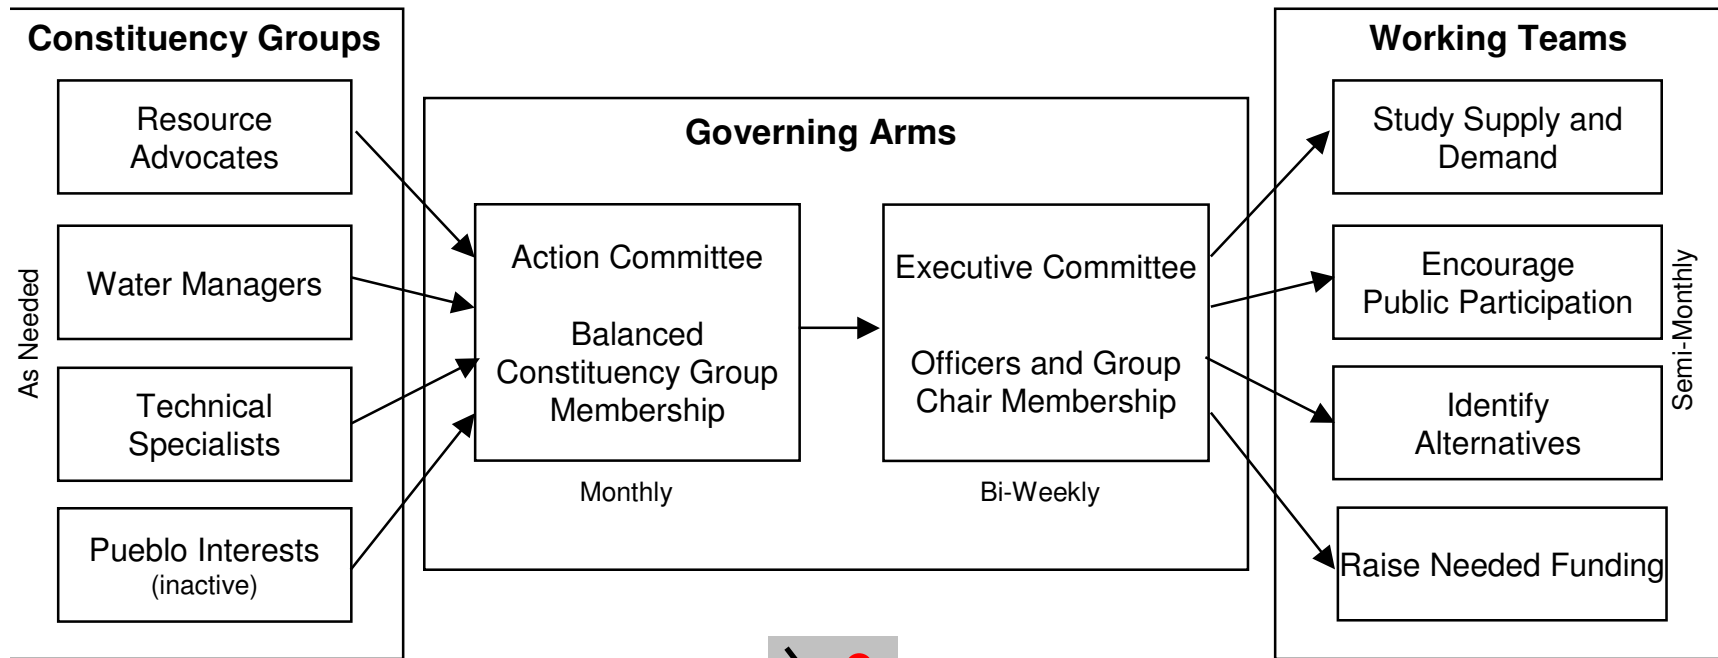 Constituency Groups
Resource
Advocates
Water Managers
Technical
Specialists
Pueblo Interests
(inactive)
As Needed
Governing Arms
Action Committee
Balanced
Constituency Group
Membership
Monthly
Executive Committee
Officers and Group
Chair Membership
Bi-Weekly
Working Teams
Study Supply and
Demand
Encourage
Public Participation
Identify
Alternatives
Raise Needed Funding
Semi-Monthly